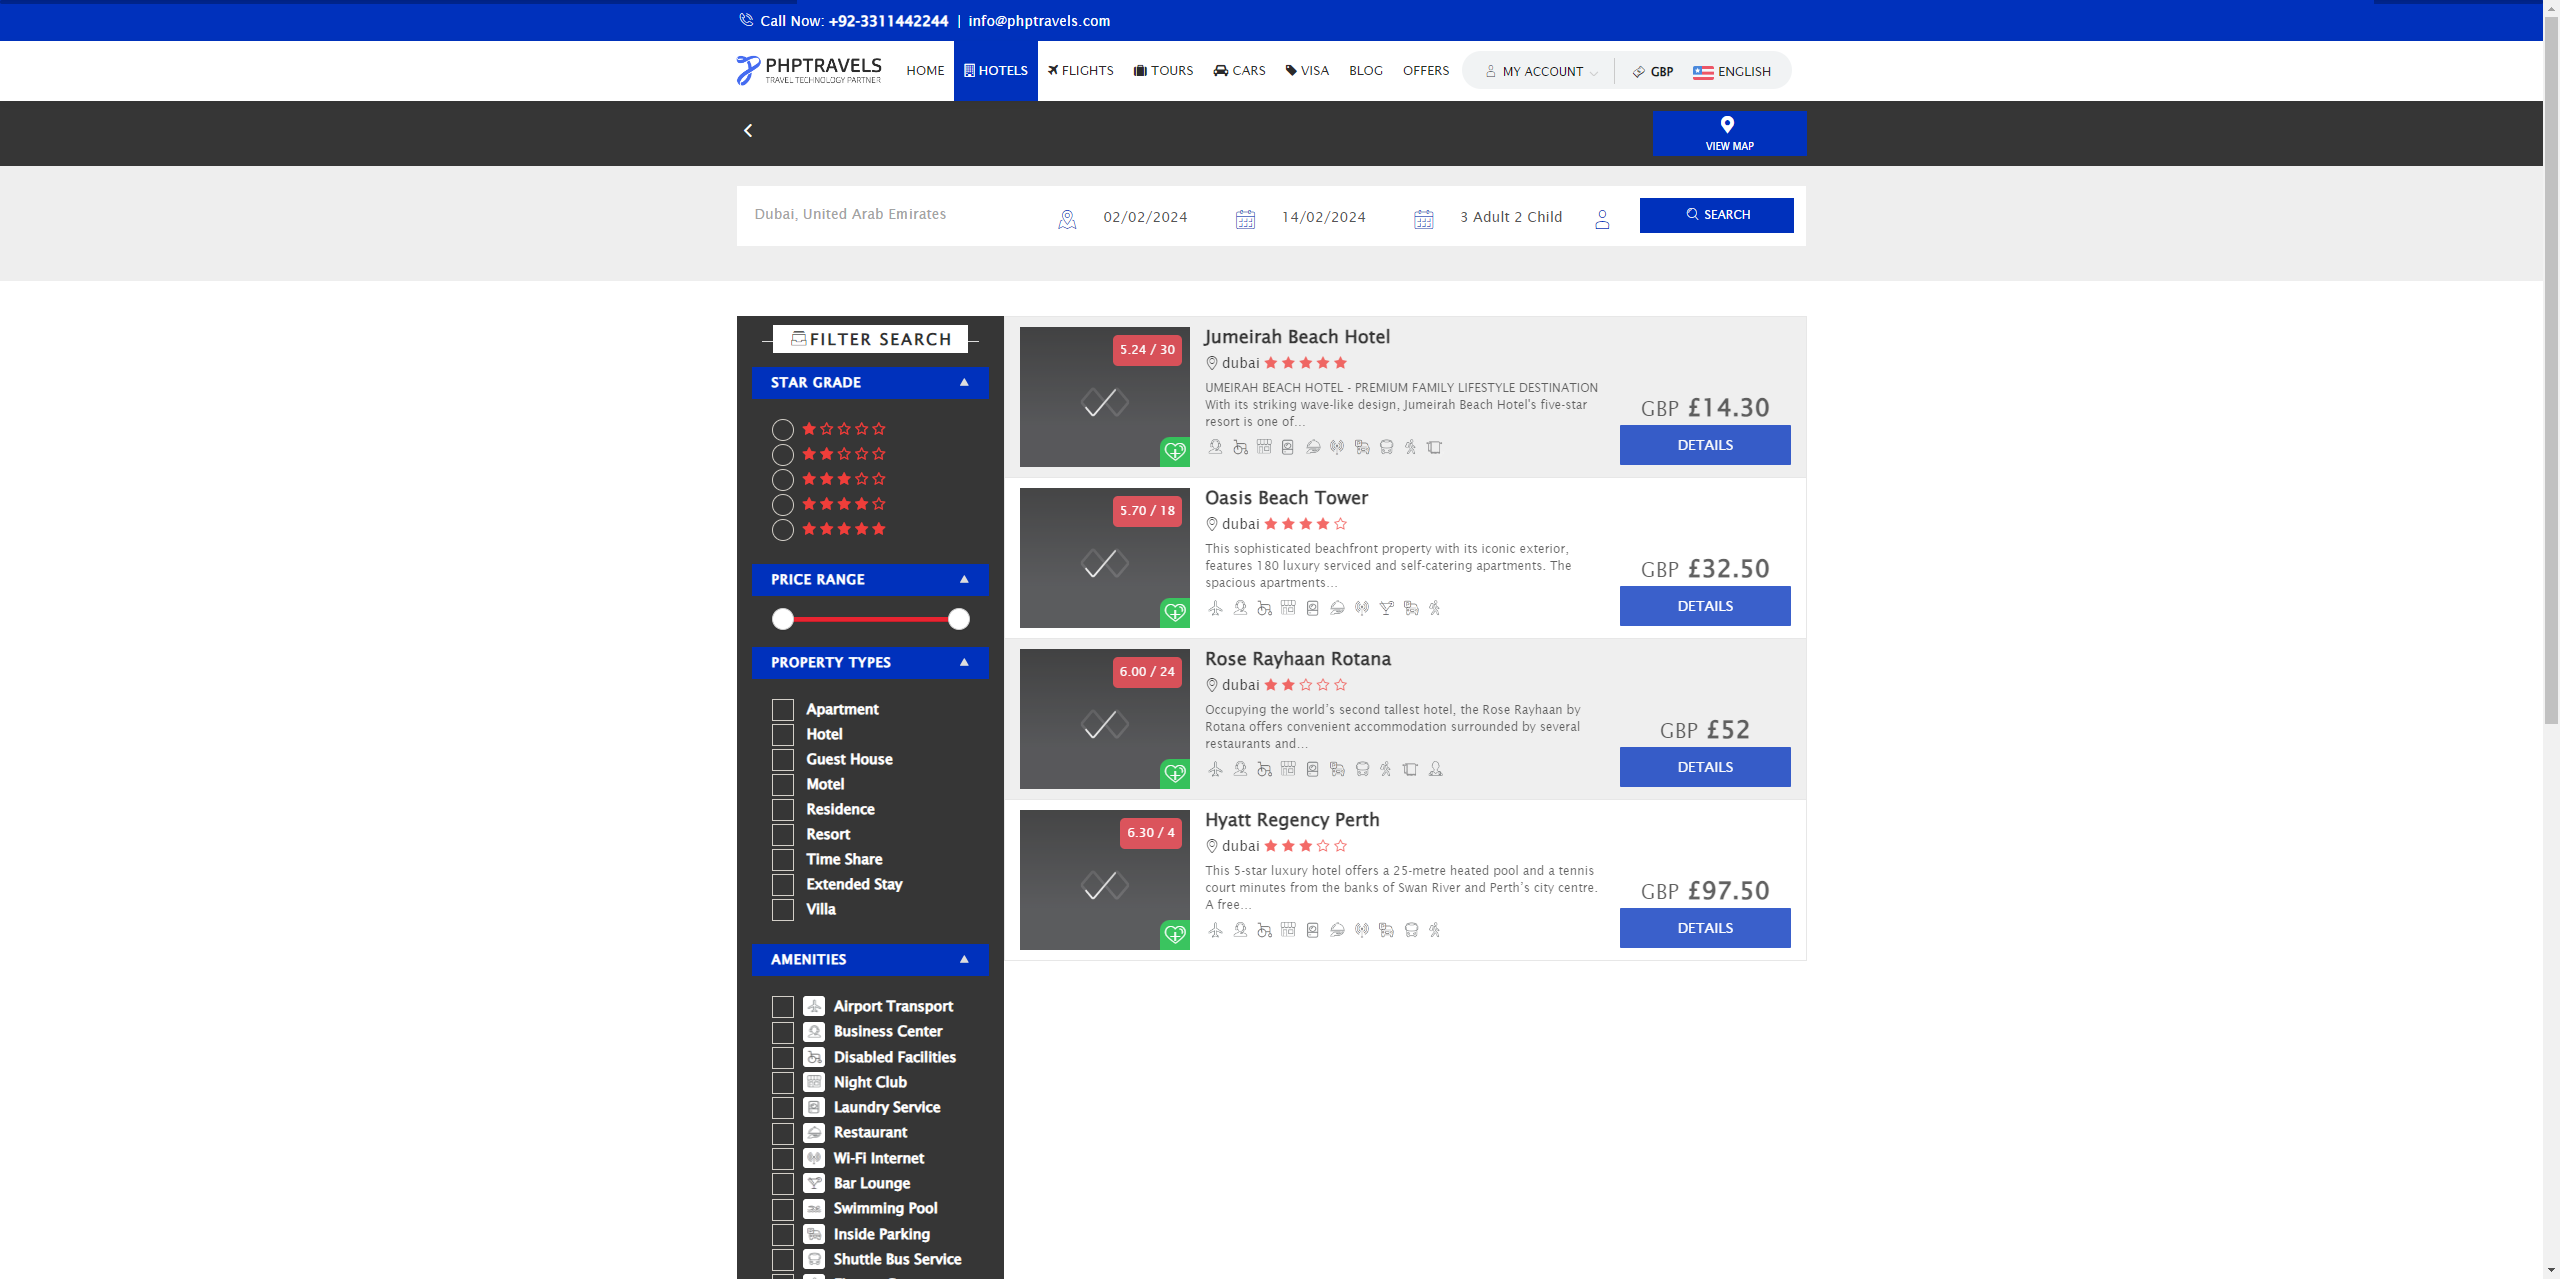 Call Now: +92-3311442244 | info@phptravels.com
PHPTRAVELS
TRAVEL TECHNOLOGY PARTNER
HOME HOTELS FLIGHTS TOURS CARS VISA BLOG OFFERS MY ACCOUNT GBP ENGLISH
VIEW MAP
Dubai, United Arab Emirates 02/02/2024 14/02/2024 3 Adult 2 Child SEARCH
FILTER SEARCH
STAR GRADE
PRICE RANGE
PROPERTY TYPES
Apartment
Hotel
Guest House
Motel
Residence
Resort
Time Share
Extended Stay
Villa
AMENITIES
Airport Transport
Business Center
Disabled Facilities
Night Club
Laundry Service
Restaurant
Wi-Fi Internet
Bar Lounge
Swimming Pool
Inside Parking
Shuttle Bus Service
5.24 / 30
Jumeirah Beach Hotel
dubai
UMEIRAH BEACH HOTEL - PREMIUM FAMILY LIFESTYLE DESTINATION
With its striking wave-like design, Jumeirah Beach Hotel's five-star
resort is one of...
GBP £14.30
DETAILS
5.70 / 18
Oasis Beach Tower
dubai
This sophisticated beachfront property with its iconic exterior,
features 180 luxury serviced and self-catering apartments. The
spacious apartments...
GBP £32.50
DETAILS
6.00 / 24
Rose Rayhaan Rotana
dubai
Occupying the world's second tallest hotel, the Rose Rayhaan by
Rotana offers convenient accommodation surrounded by several
restaurants and...
GBP £52
DETAILS
6.30 / 4
Hyatt Regency Perth
dubai
This 5-star luxury hotel offers a 25-metre heated pool and a tennis
court minutes from the banks of Swan River and Perth's city centre.
A free...
GBP £97.50
DETAILS